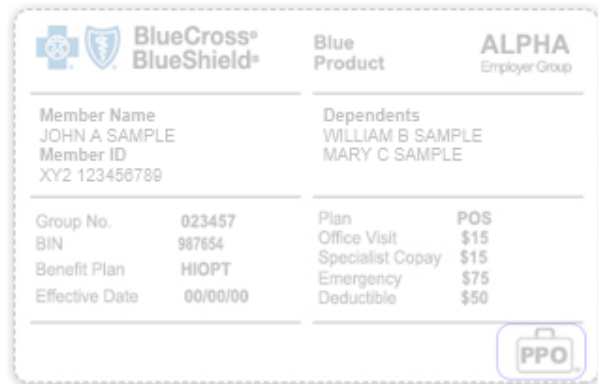 BlueCross®
BlueShield®
Blue
Product
ALPHA
Employer Group
Member Name
JOHN A SAMPLE
Member ID
XY2 123456789
Dependents
WILLIAM B SAMPLE
MARY C SAMPLE
Group No. 023457
BIN 987654
Benefit Plan HIOPT
Effective Date 00/00/00
Plan POS
Office Visit $15
Specialist Copay $15
Emergency $75
Deductible $50
PPO